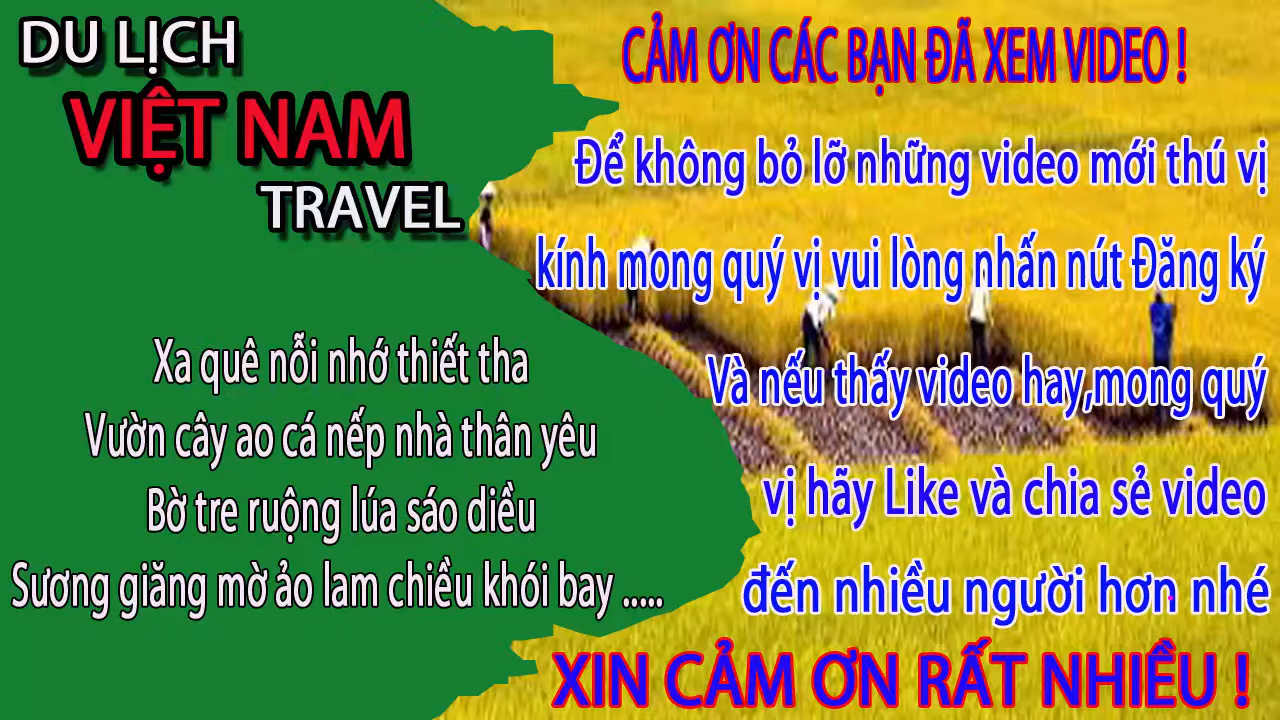 DU LỊCH
VIỆT NAM
TRAVEL
Xa quê nỗi nhớ thiết tha
Vườn cây ao cá nếp nhà thân yêu
Bờ tre ruộng lúa sáo diều
Sương giăng mờ ảo lam chiều khói bay .....
CẢM ƠN CÁC BẠN ĐÃ XEM VIDEO !
Để không bỏ lỡ những video mới thú vị
kính mong quý vị vui lòng nhấn nút Đăng ký
Và nếu thấy video hay,mong quý
vị hãy Like và chia sẻ video
đến nhiều người hơn nhé
XIN CẢM ƠN RẤT NHIỀU !